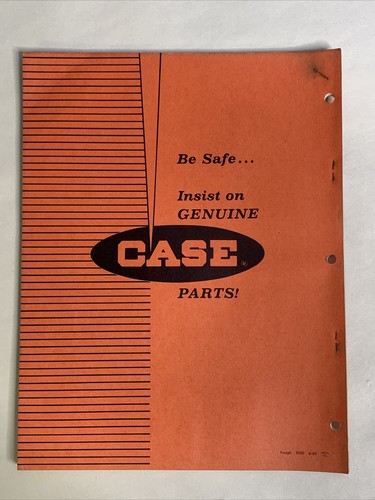 Be Safe...
Insist on
GENUINE
CASE®
PARTS!